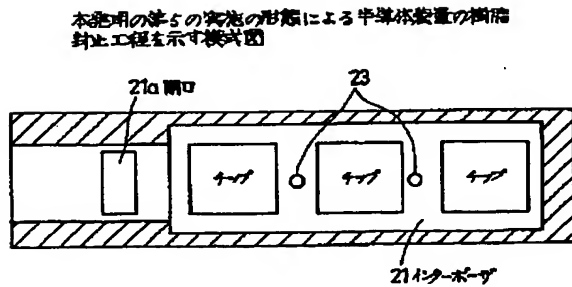 本発明の第5の実施の形態による半導体装置の樹脂
封止工程を示す模式図
21a 開口
23
チップ
チップ
チップ
21 インターポーザ